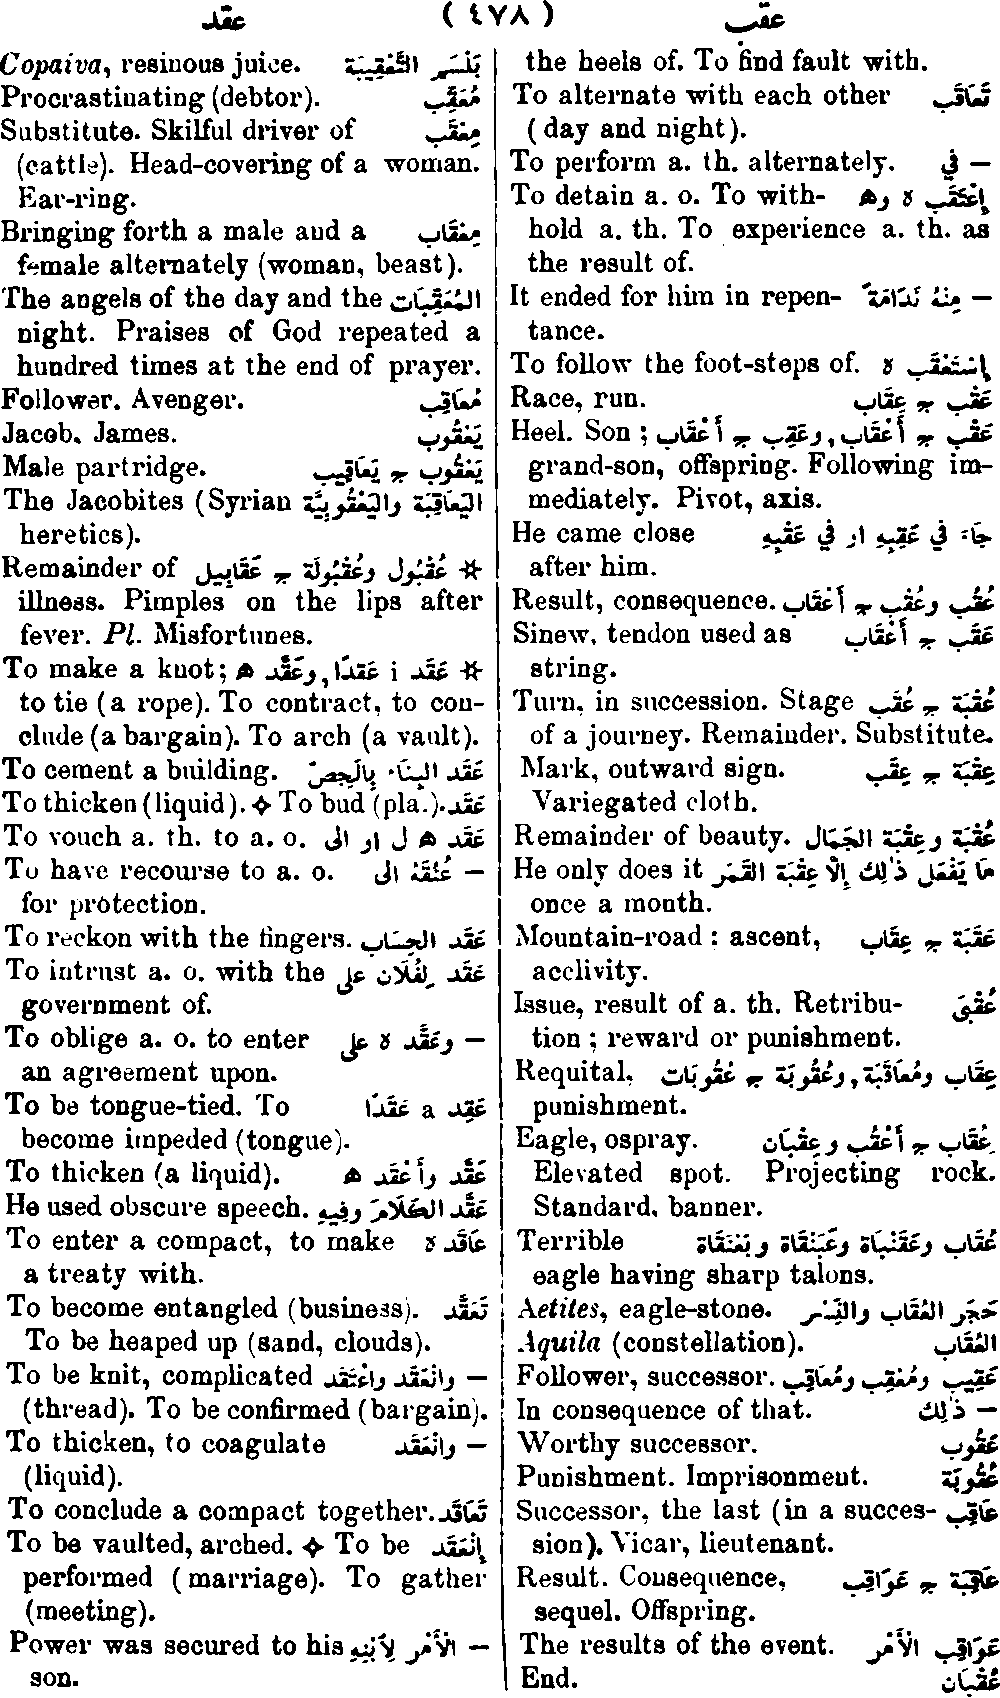 عقب ( ٤٧٨ ) عقد
the heels of. To find fault with.
To alternate with each other تَعَاقَب
(day and night).
To perform a. th. alternately. – في
To detain a. o. To with- إِعْتَقَب ه وه
hold a. th. To experience a. th. as
the result of.
It ended for him in repen- – مِنْهُ نَدَامَةً
tance.
To follow the foot-steps of. إِسْتَعْقَب ه
Race, run. عَقْب ج عِقَاب
Heel. Son ; عَقْب ج أَعْقَاب, وعَقِب ج أَعْقَاب
grand-son, offspring. Following im-
mediately. Pivot, axis.
He came close جَاءَ فِي عَقِبِهِ او فِي عَقْبِهِ
after him.
Result, consequence. عُقْب وعُقُب ج أَعْقَاب
Sinew, tendon used as عَقَب ج أَعْقَاب
string.
Turn, in succession. Stage عُقْبَة ج عُقَب
of a journey. Remainder. Substitute.
Mark, outward sign. عِقْبَة ج عِقَب
Variegated cloth.
Remainder of beauty. عُقْبَة وعِقْبَة الجَمَال
He only does it مَا يَفْعَل ذٰلِكَ إِلَّا عِقْبَة القَمَر
once a month.
Mountain-road : ascent, عَقَبَة ج عِقَاب
acclivity.
Issue, result of a. th. Retribu- عُقْبَى
tion ; reward or punishment.
Requital, عِقَاب ومُعَاقَبَة, وعُقُوبَة ج عُقُوبَات
punishment.
Eagle, ospray. عُقَاب ج أَعْقُب وعِقْبَان
Elevated spot. Projecting rock.
Standard, banner.
Terrible عُقَاب وعَقَنْبَاة وعَبَنْقَاة وبَعَنْقَاة
eagle having sharp talons.
Aetites, eagle-stone. حَجَر العُقَاب والنَّسْر
Aquila (constellation). العُقَاب
Follower, successor. عَقِيب ومُعْقِب ومُعَاقِب
In consequence of that. – ذٰلِكَ
Worthy successor. عَقُوب
Punishment. Imprisonment. عُقُوبَة
Successor, the last (in a succes- عَاقِب
sion). Vicar, lieutenant.
Result. Consequence, عَاقِبَة ج عَوَاقِب
sequel. Offspring.
The results of the event. عَوَاقِب الْأَمْر
End. عُقْبَان
Copaiva, resinous juice. بَلْسَم التَّعْقِيبَة
Procrastinating (debtor). مُعَقِّب
Substitute. Skilful driver of مِعْقَب
(cattle). Head-covering of a woman.
Ear-ring.
Bringing forth a male and a مِعْقَاب
female alternately (woman, beast).
The angels of the day and the المُعَقِّبَات
night. Praises of God repeated a
hundred times at the end of prayer.
Follower. Avenger. مُعَاقِب
Jacob. James. يَعْقُوب
Male partridge. يَعْقُوب ج يَعَاقِيب
The Jacobites (Syrian اليَعَاقِبَة واليَعْقُوبِيَّة
heretics).
Remainder of ☆ عُقْبُول وعُقْبُولَة ج عَقَابِيل
illness. Pimples on the lips after
fever. Pl. Misfortunes.
To make a knot; ☆ عَقَد i عَقْدًا, وعَقَّد ه
to tie (a rope). To contract, to con-
clude (a bargain). To arch (a vault).
To cement a building. عَقَد البِنَاء بِالْجِصّ
To thicken (liquid). ✧ To bud (pla.). عَقَد
To vouch a. th. to a. o. عَقَد ه ل او الى
To have recourse to a. o. – عُنُقَهُ الى
for protection.
To reckon with the fingers. عَقَد الحِسَاب
To intrust a. o. with the عَقَد لِفُلَان على
government of.
To oblige a. o. to enter – وعَقَّد ه على
an agreement upon.
To be tongue-tied. To عَقِد a عَقَدًا
become impeded (tongue).
To thicken (a liquid). عَقَّد وأَعْقَد ه
He used obscure speech. عَقَّد الكَلَامَ وفِيهِ
To enter a compact, to make عَاقَد ه
a treaty with.
To become entangled (business). تَعَقَّد
To be heaped up (sand, clouds).
To be knit, complicated – وانْعَقَد واعْتَقَد
(thread). To be confirmed (bargain).
To thicken, to coagulate – وانْعَقَد
(liquid).
To conclude a compact together. تَعَاقَد
To be vaulted, arched. ✧ To be إِنْعَقَد
performed (marriage). To gather
(meeting).
Power was secured to his – الْأَمْر لِآبْنِهِ
son.